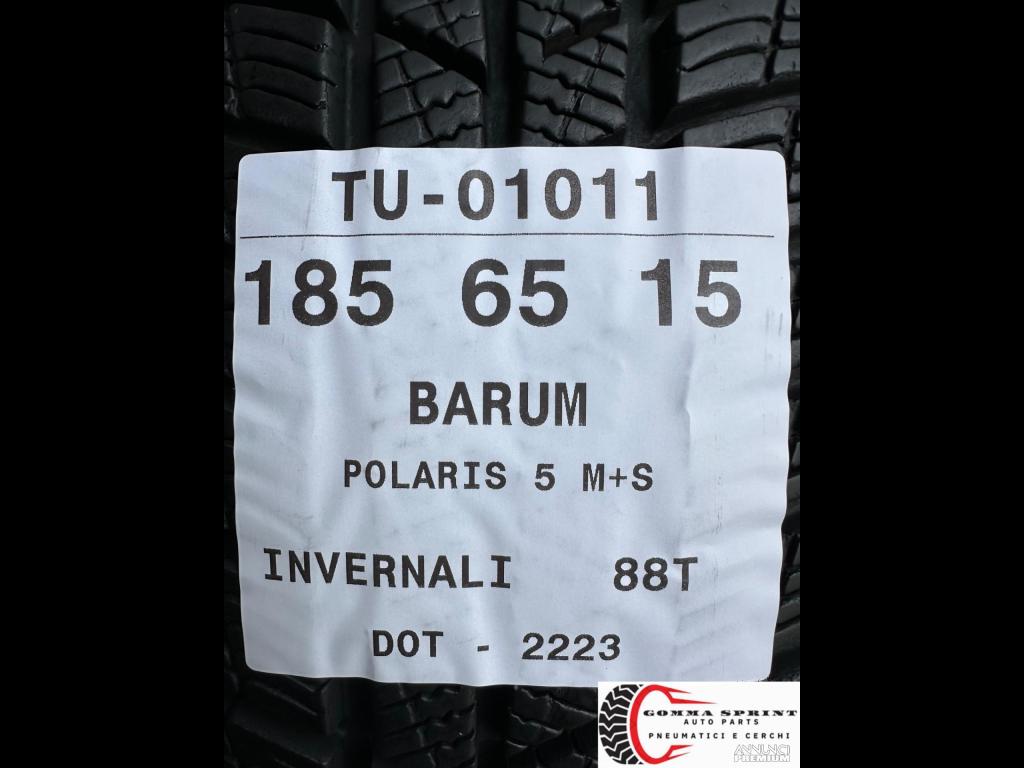 TU-01011
185 65 15
BARUM
POLARIS 5 M+S
INVERNALI 88T
DOT - 2223
GOMMA SPRINT
AUTO PARTS
PNEUMATICI E CERCHI
ANNUNCI
PREMIUM